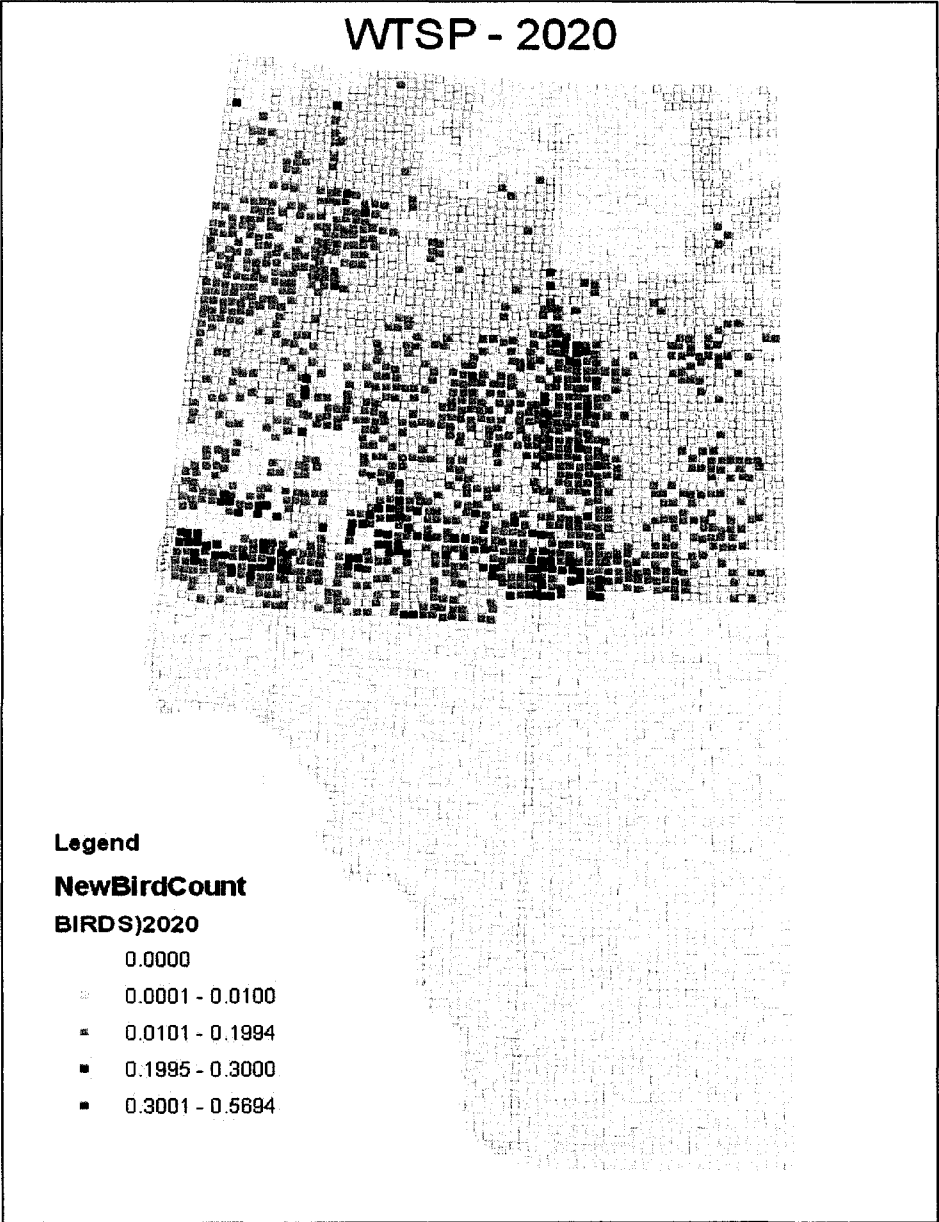 WTSP - 2020
Legend
NewBirdCount
BIRDS)2020
0.0000
0.0001 - 0.0100
0.0101 - 0.1994
0.1995 - 0.3000
0.3001 - 0.5694